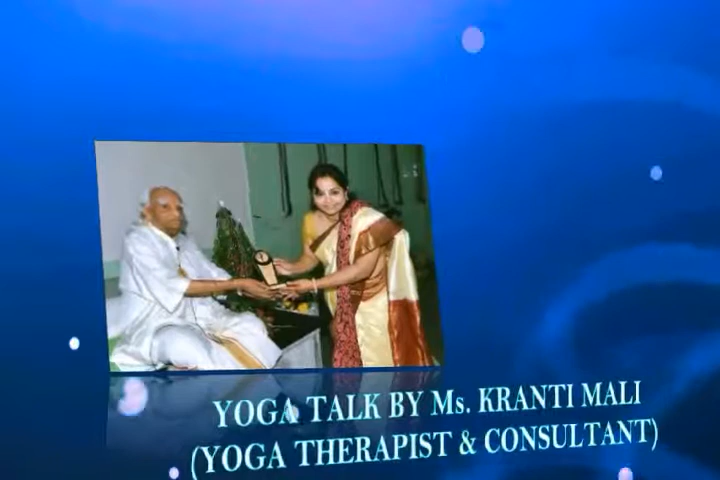 YOGA TALK BY Ms. KRANTI MALI
(YOGA THERAPIST & CONSULTANT)